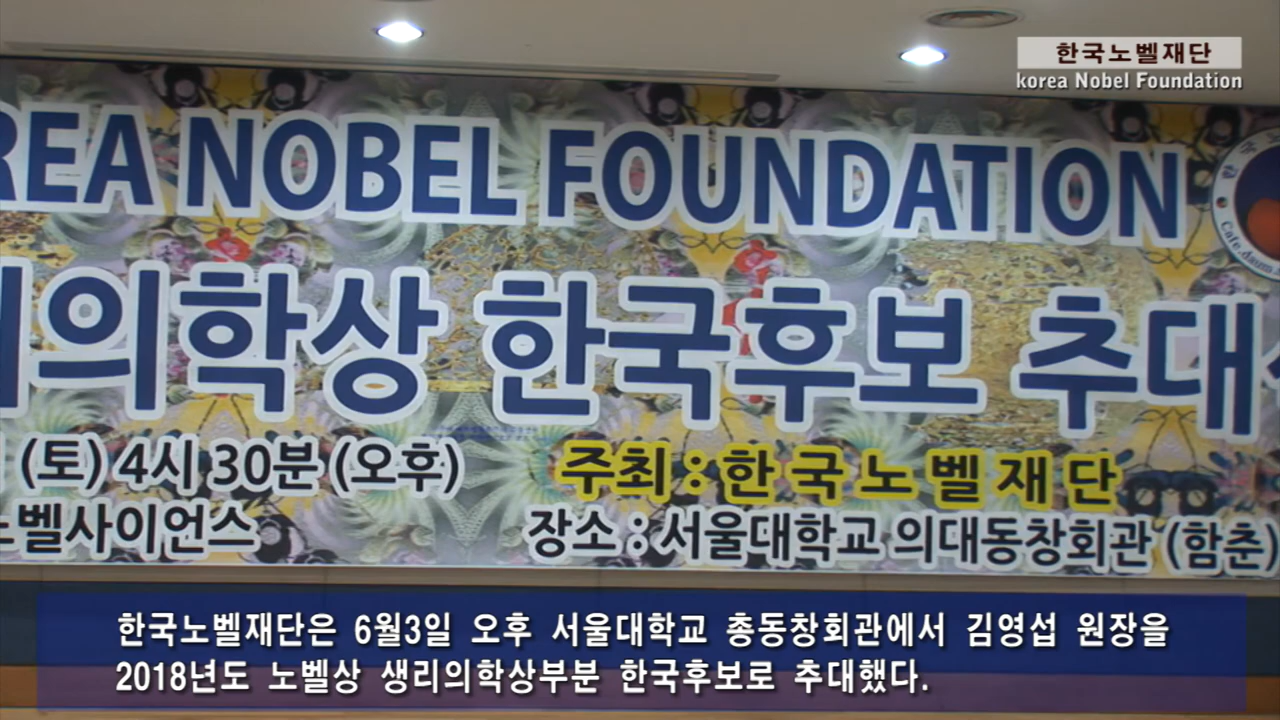 한국노벨재단
korea Nobel Foundation
REA NOBEL FOUNDATION
의학상 한국후보 추대
(토) 4시 30분 (오후)
주최 : 한 국 노 벨 재 단
노벨사이언스
장소 : 서울대학교 의대동창회관 (함춘)
Cafe.daum
한국노벨재단은 6월3일 오후 서울대학교 총동창회관에서 김영섭 원장을
2018년도 노벨상 생리의학상부분 한국후보로 추대했다.